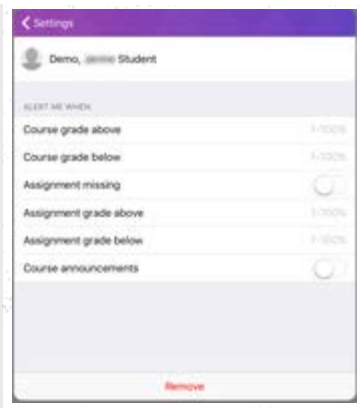 Settings
Demo, Student
ALERT ME WHEN
Course grade above 1-100%
Course grade below 1-100%
Assignment missing
Assignment grade above 1-100%
Assignment grade below 1-100%
Course announcements
Remove